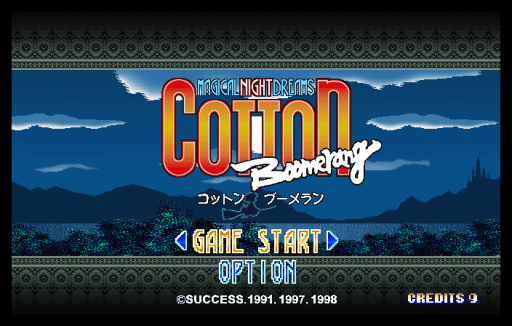 MAGICAL NIGHT DREAMS
COTTON
Boomerang
コットン ブーメラン
GAME START
OPTION
©SUCCESS.1991.1997.1998
CREDITS 9